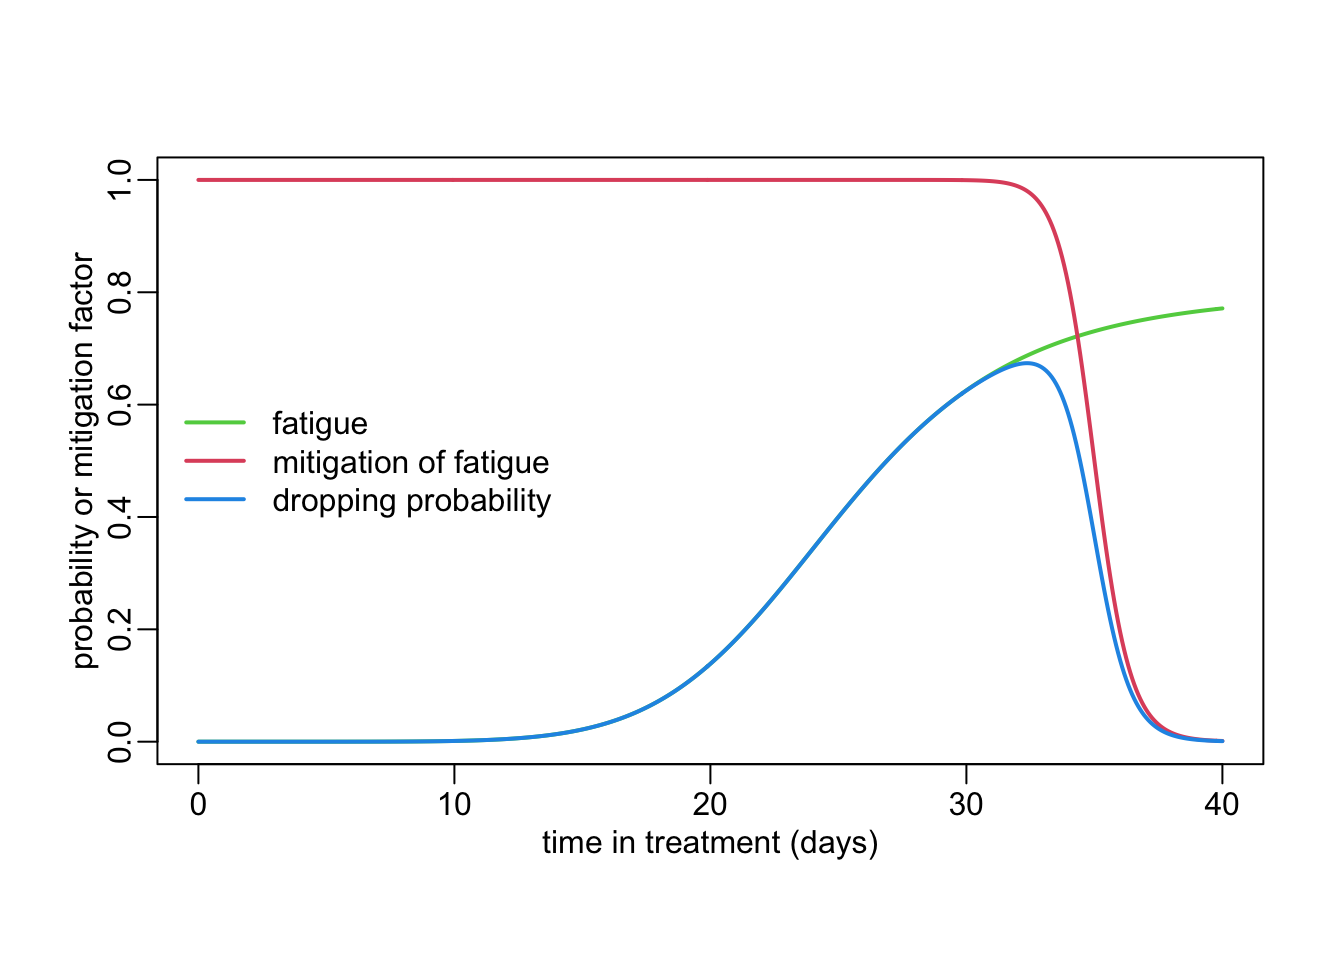 probability or mitigation factor
1.0
0.8
0.6
0.4
0.2
0.0
fatigue
mitigation of fatigue
dropping probability
0 10 20 30 40
time in treatment (days)